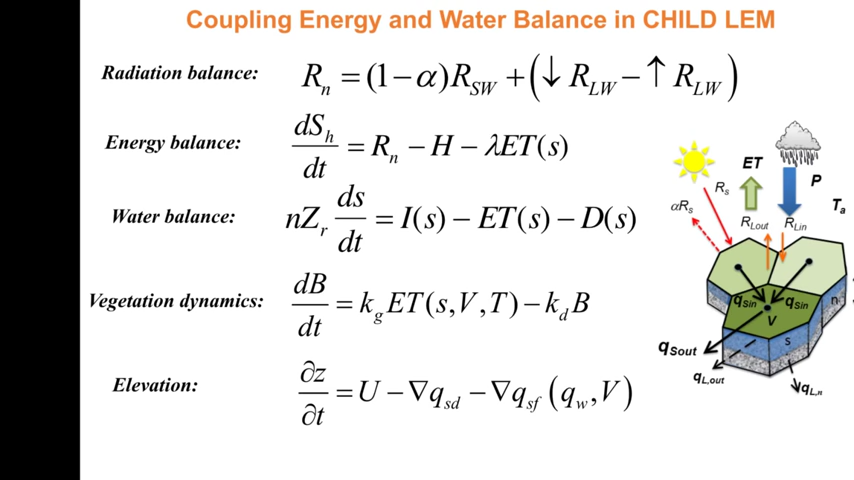 Coupling Energy and Water Balance in CHILD LEM
Radiation balance: Rₙ = (1−α)R_SW + (↓ R_LW − ↑ R_LW)
Energy balance: dS_h/dt = Rₙ − H − λET(s)
Water balance: nZ_r ds/dt = I(s) − ET(s) − D(s)
Vegetation dynamics: dB/dt = k_g ET(s,V,T) − k_d B
Elevation: ∂z/∂t = U − ∇q_sd − ∇q_sf (q_w,V)
ET
P
R_s
αR_s
T_a
R_Lout
R_Lin
q_Sin
q_Sin
n
V
s
q_Sout
q_L,out
q_L,n